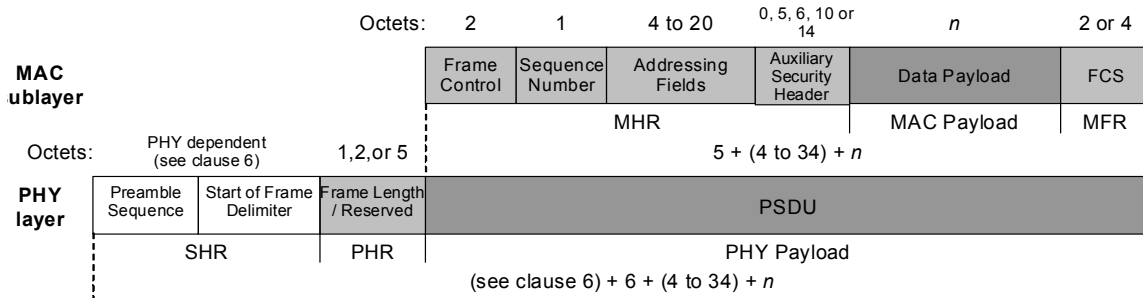 Octets: 2 1 4 to 20 0, 5, 6, 10 or 14 n 2 or 4
MAC
ublayer
Frame Control
Sequence Number
Addressing Fields
Auxiliary Security Header
Data Payload
FCS
MHR MAC Payload MFR
Octets: PHY dependent (see clause 6) 1,2,or 5 5 + (4 to 34) + n
PHY
layer
Preamble Sequence
Start of Frame Delimiter
Frame Length / Reserved
PSDU
SHR PHR PHY Payload
(see clause 6) + 6 + (4 to 34) + n